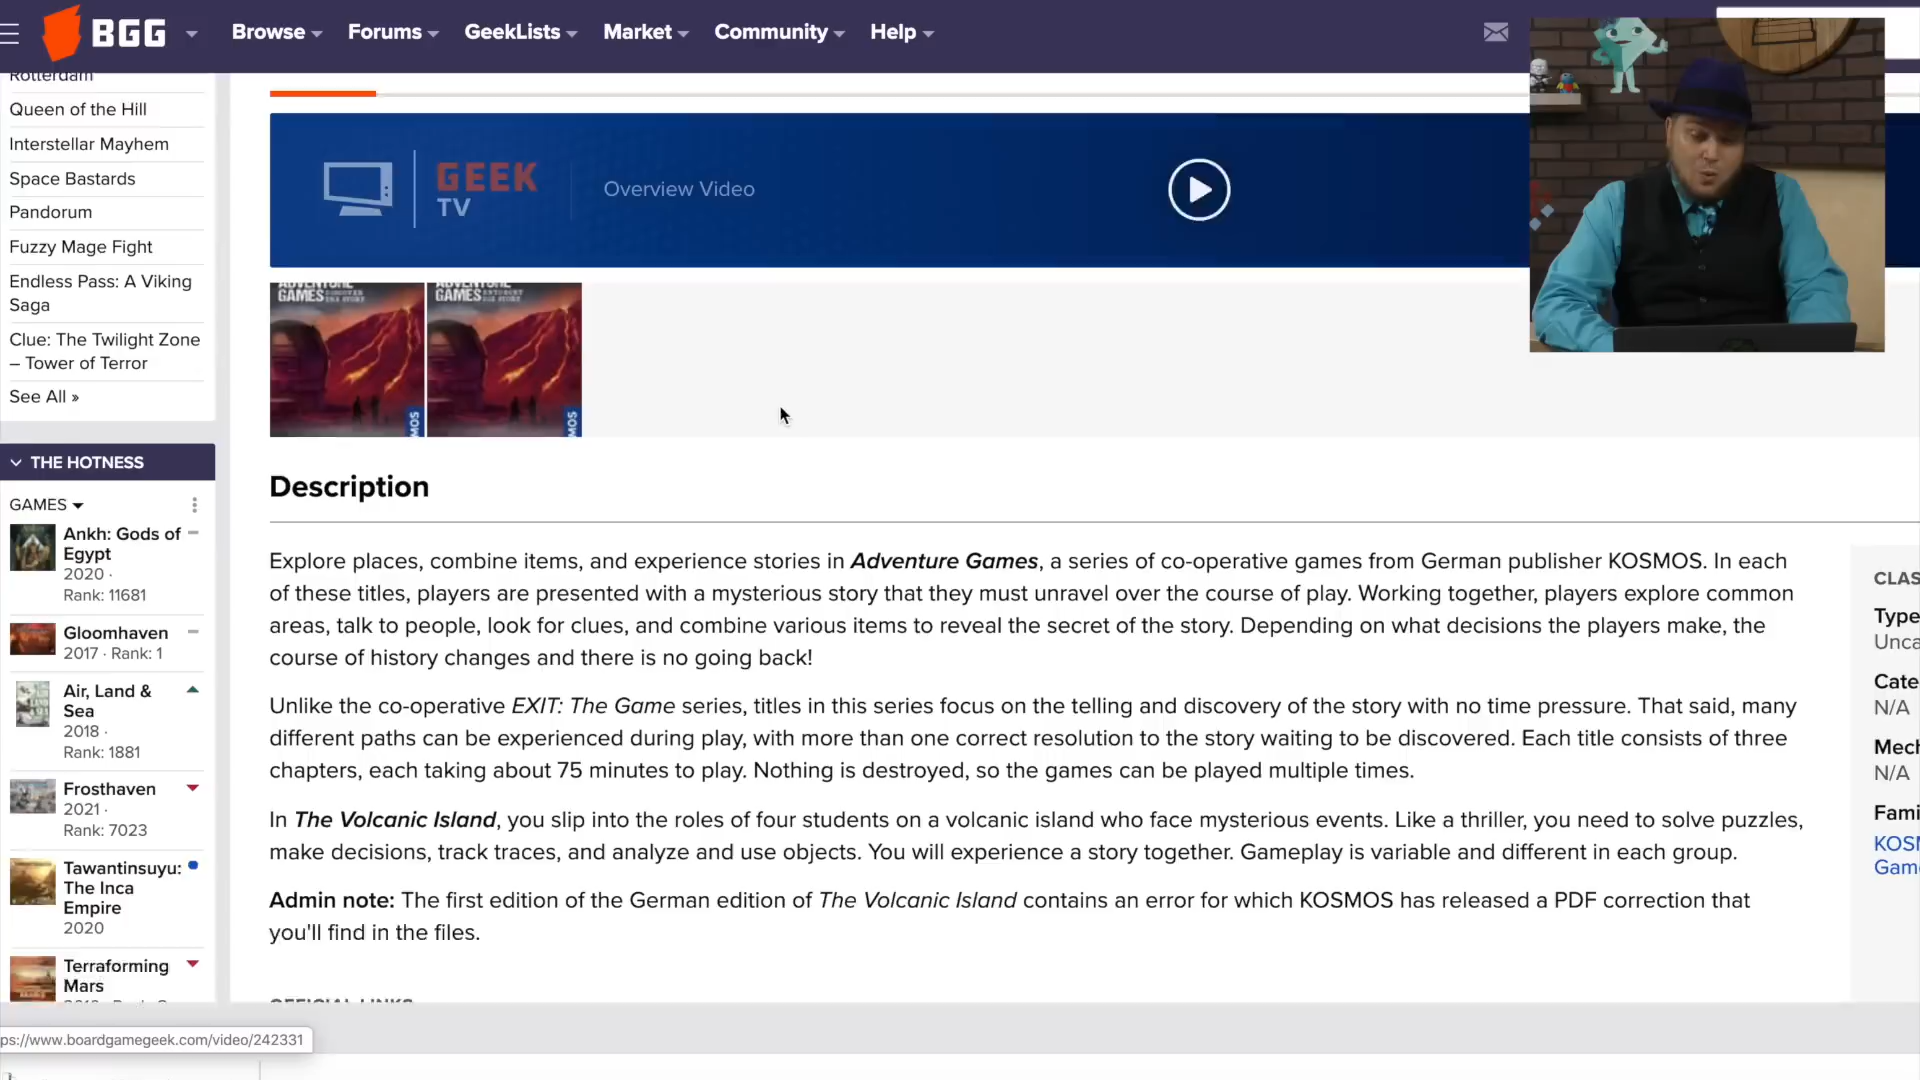 BGG Browse Forums GeekLists Market Community Help
Rotterdam
Queen of the Hill
Interstellar Mayhem
Space Bastards
Pandorum
Fuzzy Mage Fight
Endless Pass: A Viking
Saga
Clue: The Twilight Zone
– Tower of Terror
See All »
THE HOTNESS
GAMES
Ankh: Gods of
Egypt
2020 ·
Rank: 11681
Gloomhaven
2017 · Rank: 1
Air, Land &
Sea
2018 ·
Rank: 1881
Frosthaven
2021 ·
Rank: 7023
Tawantinsuyu:
The Inca
Empire
2020
Terraforming
Mars
GEEK
TV
Overview Video
ADVENTURE
GAMES
MOS
ADVENTURE
GAMES
MOS
Description
Explore places, combine items, and experience stories in Adventure Games, a series of co-operative games from German publisher KOSMOS. In each
of these titles, players are presented with a mysterious story that they must unravel over the course of play. Working together, players explore common
areas, talk to people, look for clues, and combine various items to reveal the secret of the story. Depending on what decisions the players make, the
course of history changes and there is no going back!
Unlike the co-operative EXIT: The Game series, titles in this series focus on the telling and discovery of the story with no time pressure. That said, many
different paths can be experienced during play, with more than one correct resolution to the story waiting to be discovered. Each title consists of three
chapters, each taking about 75 minutes to play. Nothing is destroyed, so the games can be played multiple times.
In The Volcanic Island, you slip into the roles of four students on a volcanic island who face mysterious events. Like a thriller, you need to solve puzzles,
make decisions, track traces, and analyze and use objects. You will experience a story together. Gameplay is variable and different in each group.
Admin note: The first edition of the German edition of The Volcanic Island contains an error for which KOSMOS has released a PDF correction that
you'll find in the files.
OFFICIAL LINKS
CLAS
Type
Unca
Cate
N/A
Mech
N/A
Fami
KOSM
Game
ps://www.boardgamegeek.com/video/242331